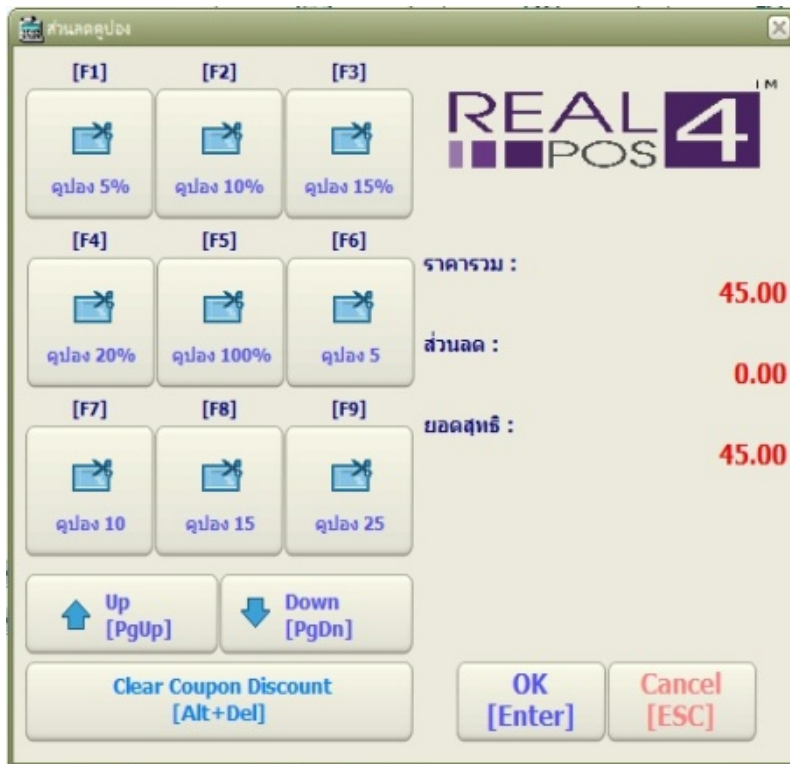 ส่วนลดคูปอง
[F1] [F2] [F3]
คูปอง 5% คูปอง 10% คูปอง 15%
[F4] [F5] [F6]
คูปอง 20% คูปอง 100% คูปอง 5
[F7] [F8] [F9]
คูปอง 10 คูปอง 15 คูปอง 25
Up
[PgUp]
Down
[PgDn]
Clear Coupon Discount
[Alt+Del]
REAL 4 TM
POS
ราคารวม :
45.00
ส่วนลด :
0.00
ยอดสุทธิ :
45.00
OK
[Enter]
Cancel
[ESC]